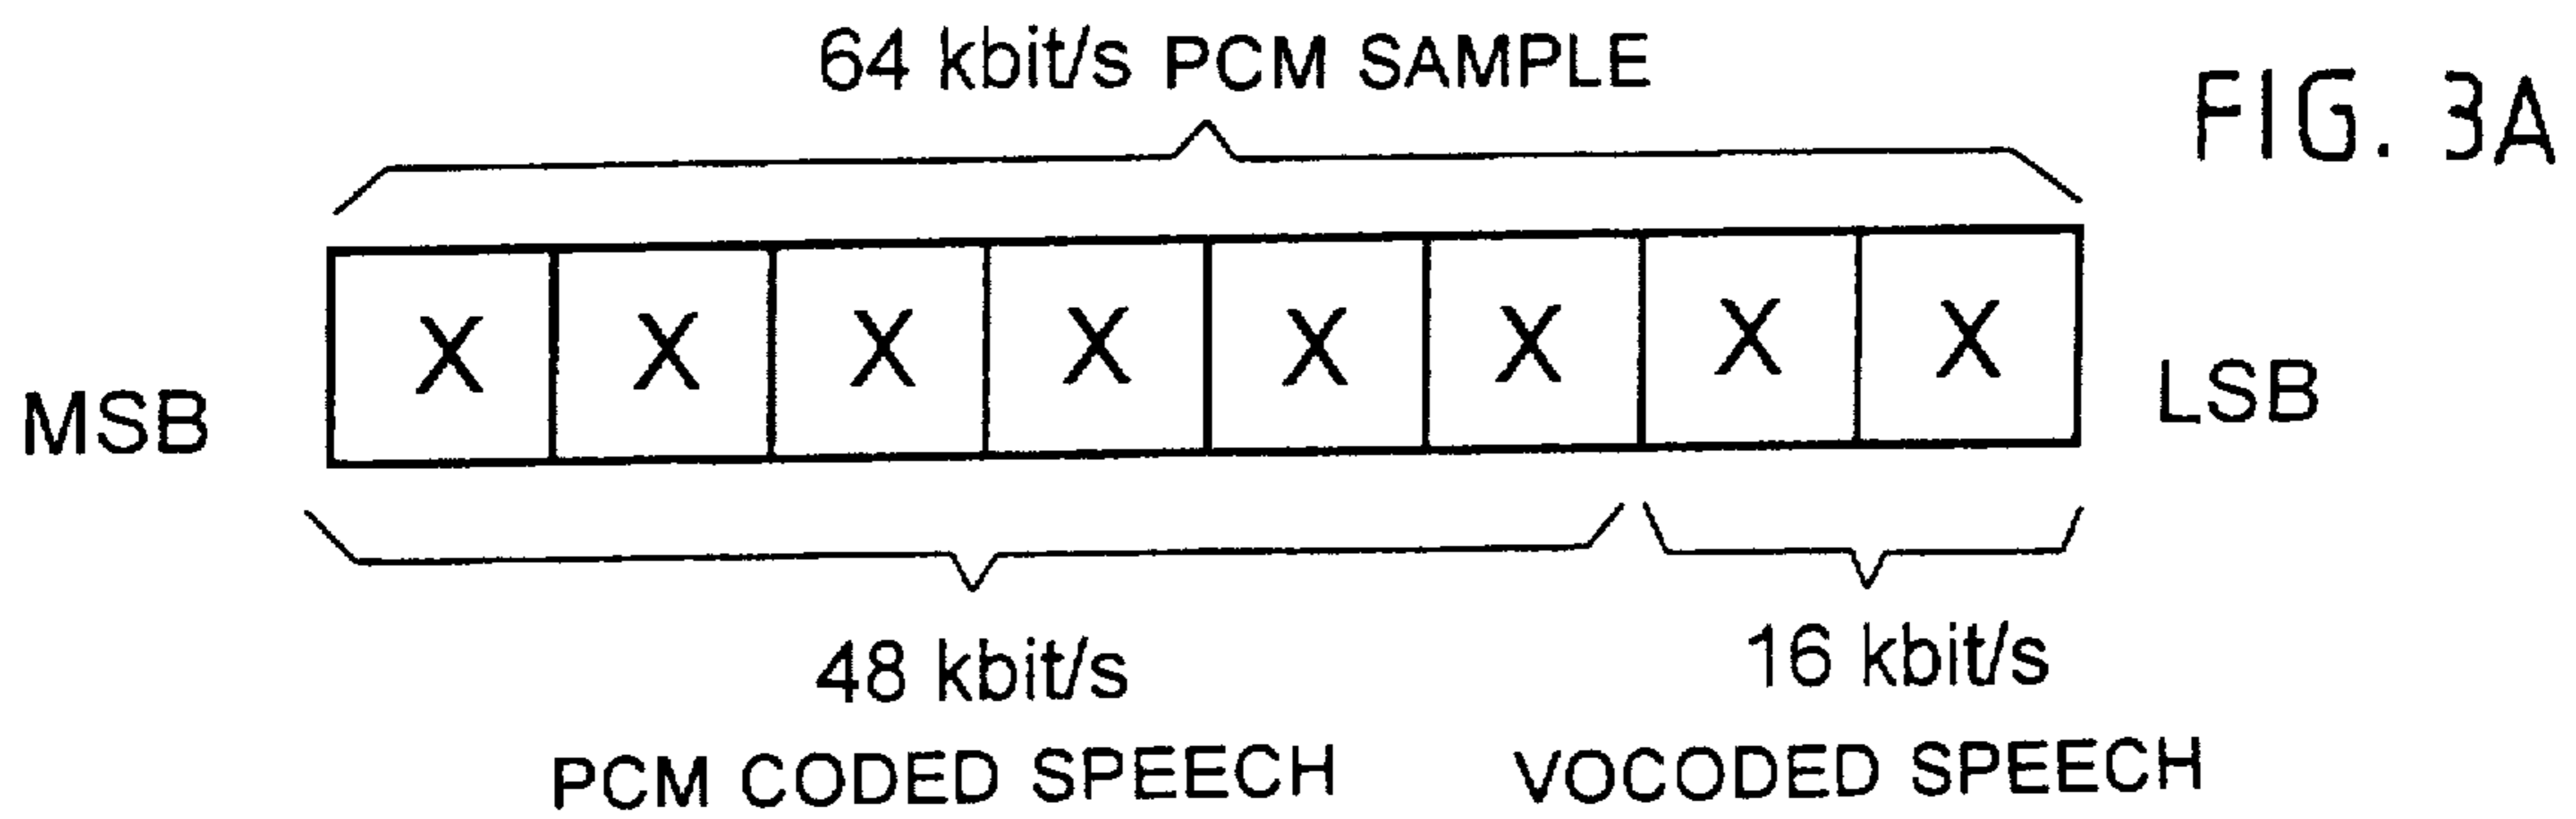 64 kbit/s PCM SAMPLE
FIG. 3A
MSB
X X X X X X X X
LSB
48 kbit/s
PCM CODED SPEECH
16 kbit/s
VOCODED SPEECH